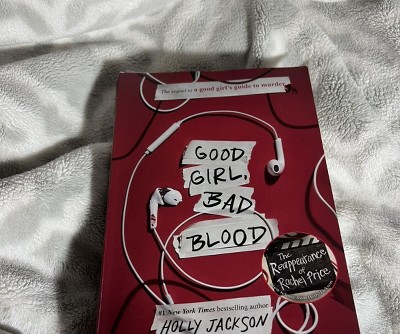 The sequel to a good girl's guide to murder
GOOD
GIRL,
BAD
BLOOD
The
Reappearance
of
Rachel Price
#1 New York Times bestselling author
HOLLY JACKSON